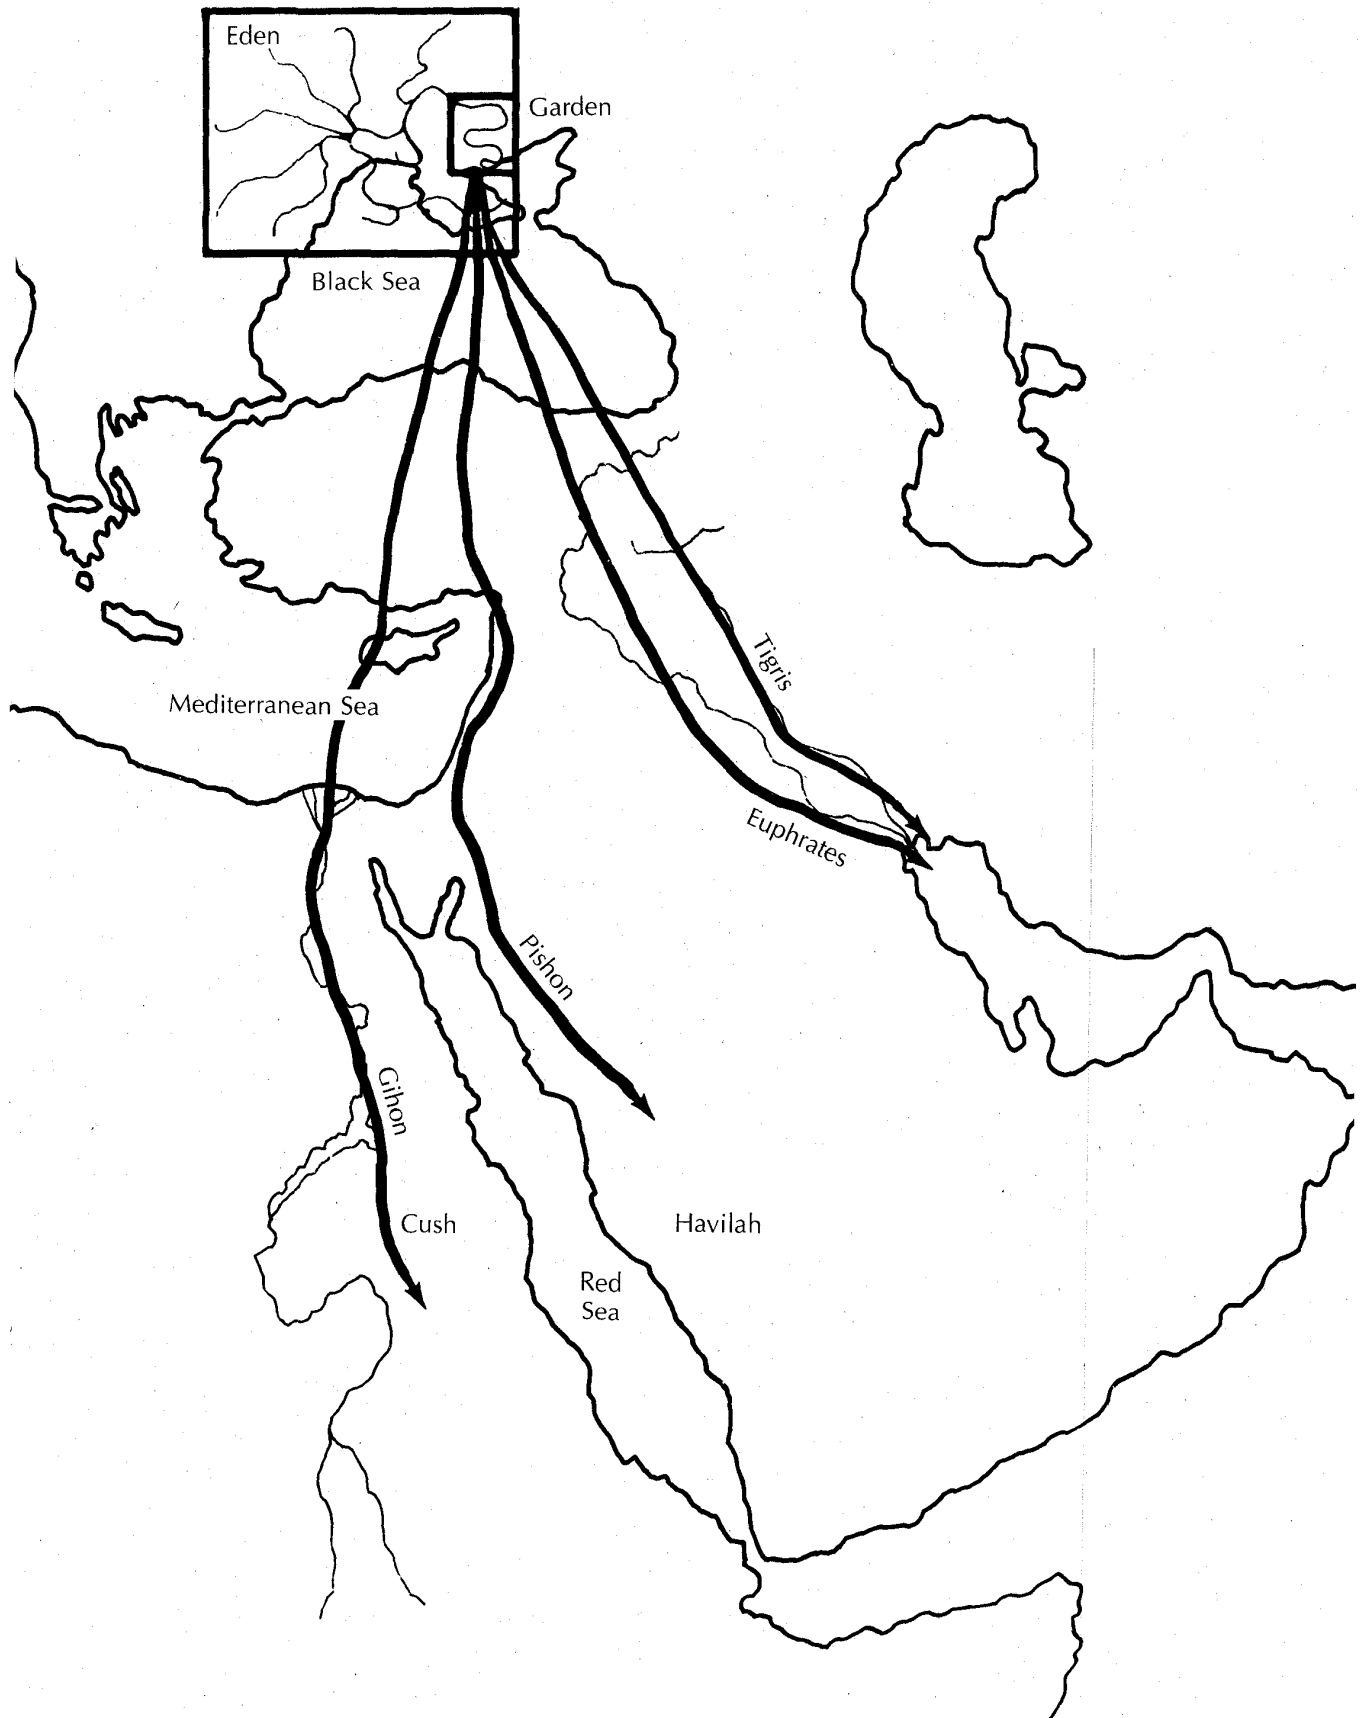 Eden
Garden
Black Sea
Tigris
Mediterranean Sea
Euphrates
Pishon
Gihon
Cush
Havilah
Red
Sea